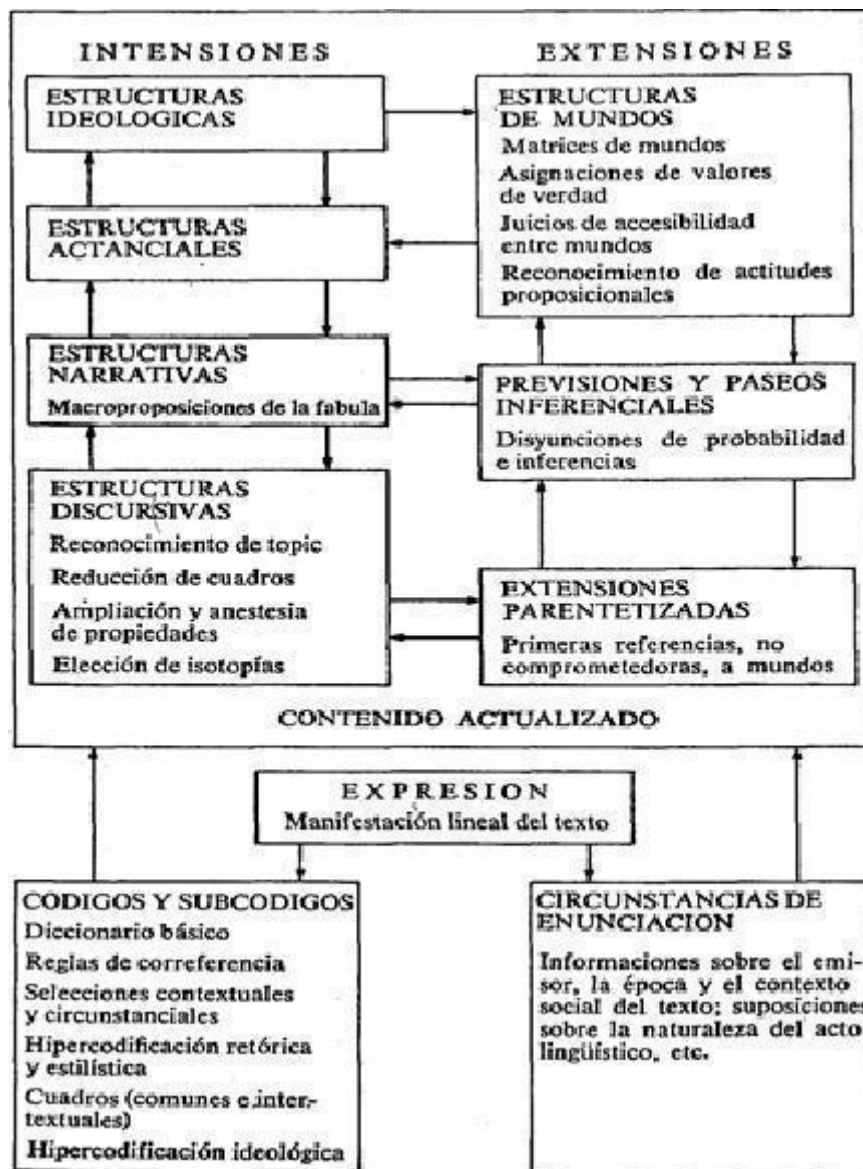 INTENSIONES
ESTRUCTURAS
IDEOLOGICAS
ESTRUCTURAS
ACTANCIALES
ESTRUCTURAS
NARRATIVAS
Macroproposiciones de la fabula
ESTRUCTURAS
DISCURSIVAS
Reconocimiento de topic
Reducción de cuadros
Ampliación y anestesia
de propiedades
Elección de isotopías
EXTENSIONES
ESTRUCTURAS
DE MUNDOS
Matrices de mundos
Asignaciones de valores
de verdad
Juicios de accesibilidad
entre mundos
Reconocimiento de actitudes
proposicionales
PREVISIONES Y PASEOS
INFERENCIALES
Disyunciones de probabilidad
e inferencias
EXTENSIONES
PARENTETIZADAS
Primeras referencias, no
comprometedoras, a mundos
CONTENIDO ACTUALIZADO
EXPRESION
Manifestación lineal del texto
CODIGOS Y SUBCODIGOS
Diccionario básico
Reglas de correferencia
Selecciones contextuales
y circunstanciales
Hipercodificación retórica
y estilística
Cuadros (comunes e inter-
textuales)
Hipercodificación ideológica
CIRCUNSTANCIAS DE
ENUNCIACION
Informaciones sobre el emi-
sor, la época y el contexto
social del texto; suposiciones
sobre la naturaleza del acto
lingüístico, etc.